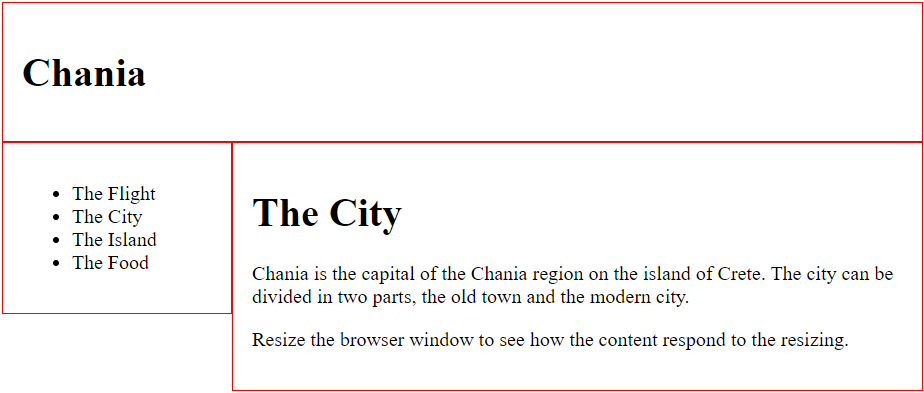 Chania
The Flight
The City
The Island
The Food
The City
Chania is the capital of the Chania region on the island of Crete. The city can be
divided in two parts, the old town and the modern city.
Resize the browser window to see how the content respond to the resizing.